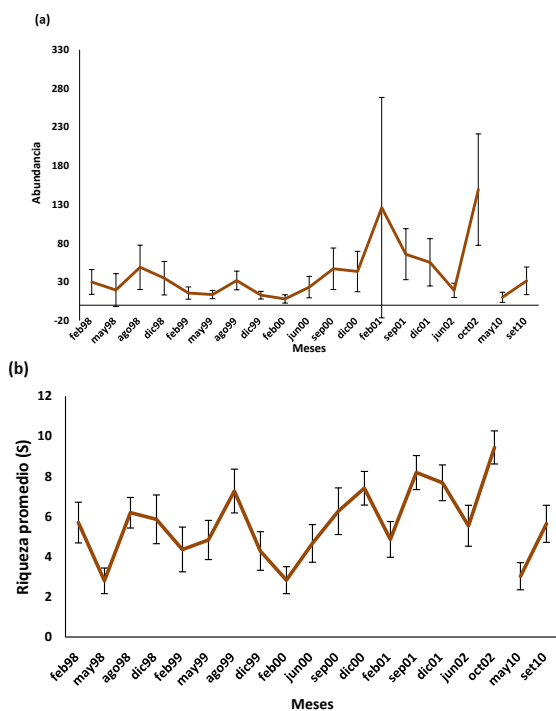 (a)
330
280
230
180
130
80
30
-20
Abundancia
feb98 may98 ago98 dic98 feb99 may99 ago99 dic99 feb00 jun00 sep00 dic00 feb01 sep01 dic01 jun02 oct02 may10 set10
Meses
(b)
12
10
8
6
4
2
0
Riqueza promedio (S)
feb98 may98 ago98 dic98 feb99 may99 ago99 dic99 feb00 jun00 sep00 dic00 feb01 sep01 dic01 jun02 oct02 may10 set10
Meses